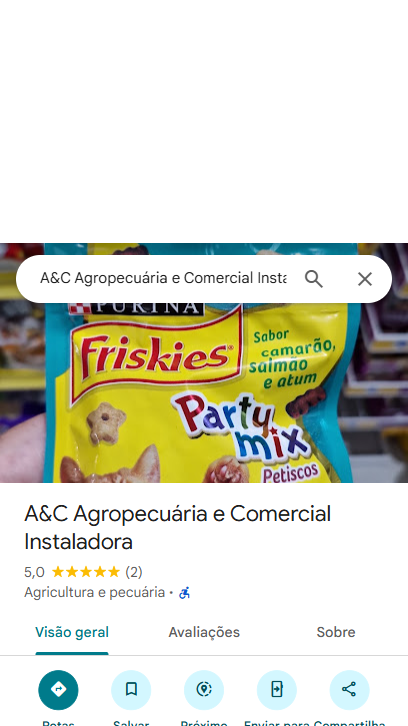 A&C Agropecuária e Comercial Insta
PURINA
Friskies
Sabor
camarão,
salmão
e atum
Party
mix
Petiscos
A&C Agropecuária e Comercial
Instaladora
5,0 (2)
Agricultura e pecuária ·
Visão geral Avaliações Sobre
Rotas Salvar Próximo Enviar para Compartilhar